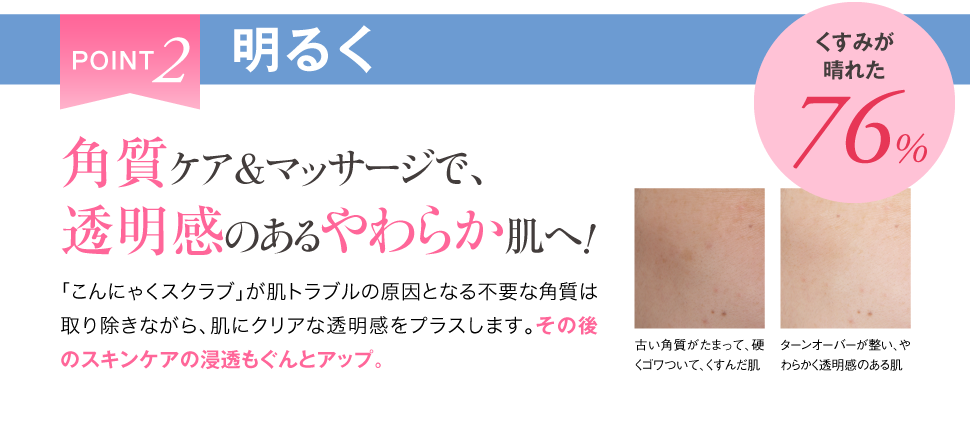 POINT 2
明るく
くすみが
晴れた
76%
角質ケア&マッサージで、
透明感のあるやわらか肌へ!
「こんにゃくスクラブ」が肌トラブルの原因となる不要な角質は
取り除きながら、肌にクリアな透明感をプラスします。その後
のスキンケアの浸透もぐんとアップ。
古い角質がたまって、硬
くゴワついて、くすんだ肌
ターンオーバーが整い、や
わらかく透明感のある肌